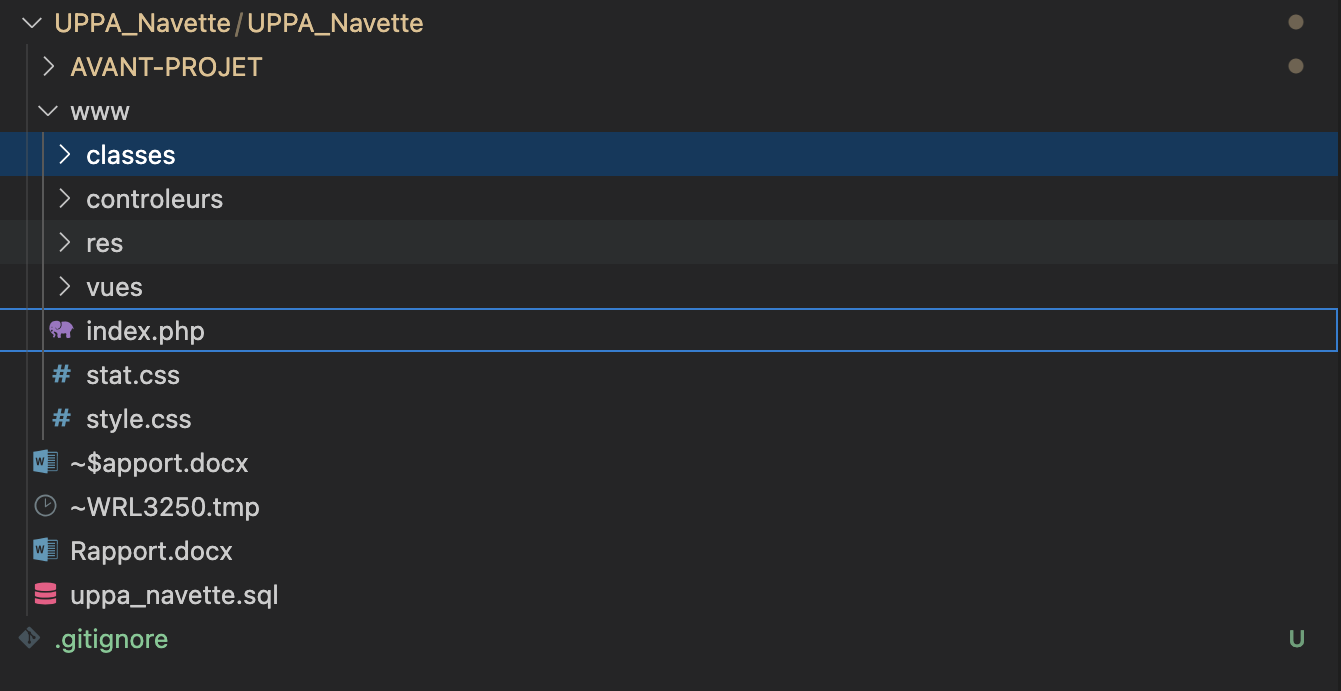 UPPA_Navette/UPPA_Navette
AVANT-PROJET
www
classes
controleurs
res
vues
index.php
# stat.css
# style.css
~$apport.docx
~WRL3250.tmp
Rapport.docx
uppa_navette.sql
.gitignore U